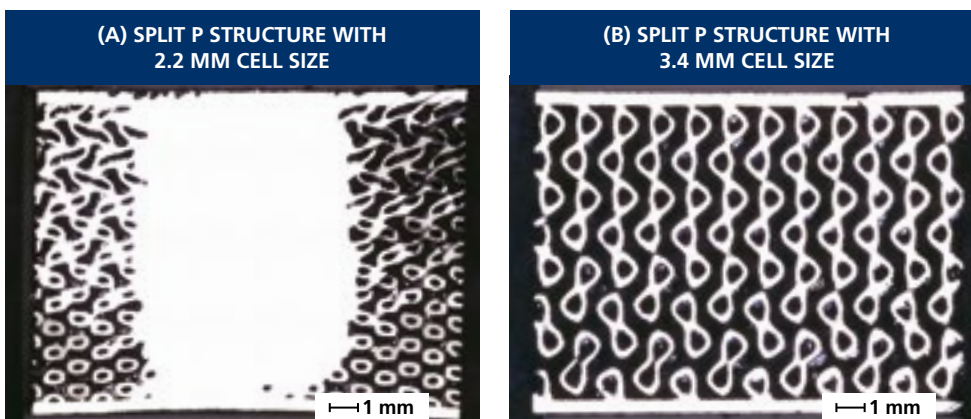 (A) SPLIT P STRUCTURE WITH
2.2 MM CELL SIZE
(B) SPLIT P STRUCTURE WITH
3.4 MM CELL SIZE
1 mm
1 mm